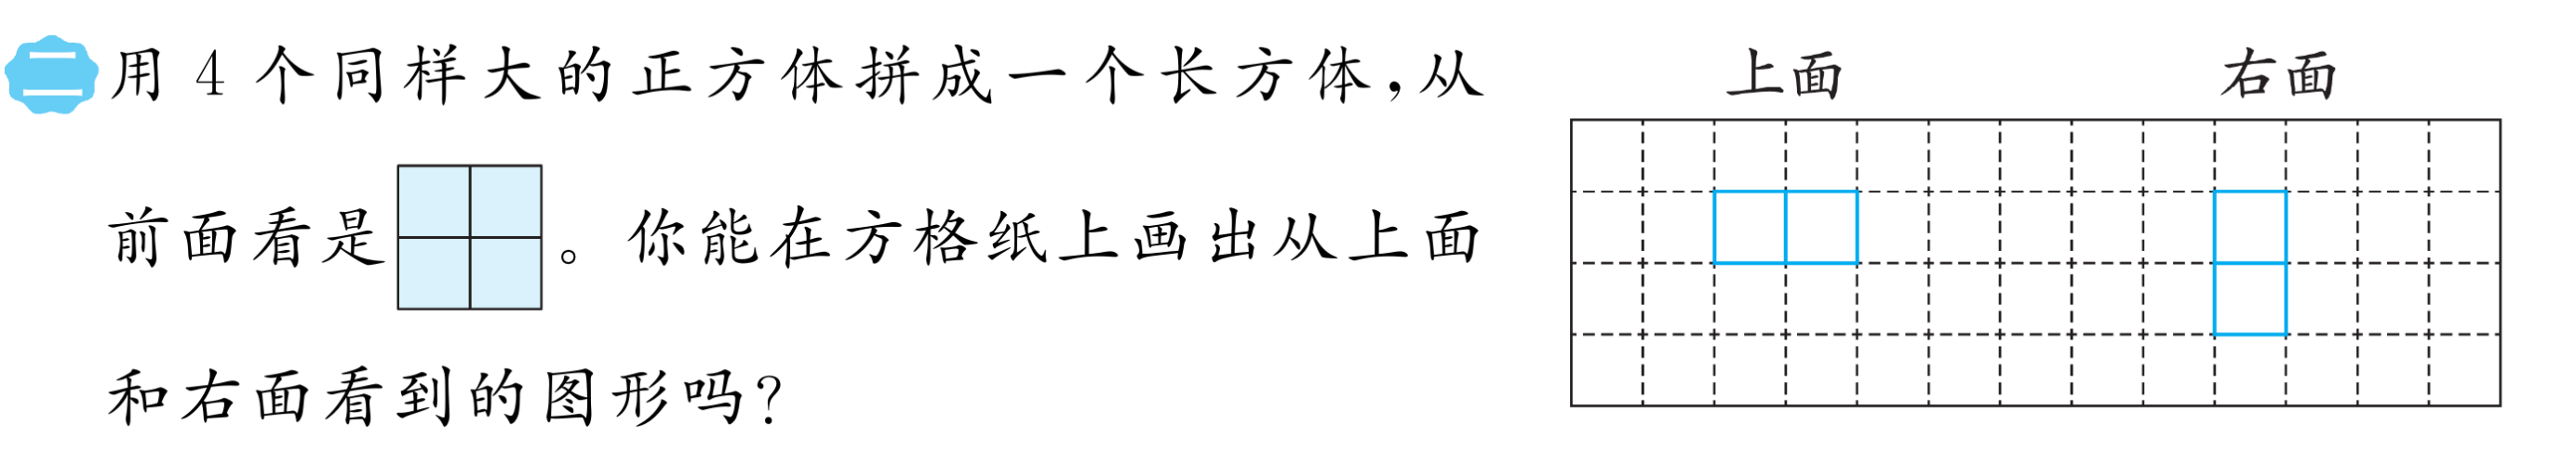 二 用 4 个同样大的正方体拼成一个长方体,从
前面看是 。你能在方格纸上画出从上面
和右面看到的图形吗?
上面 右面